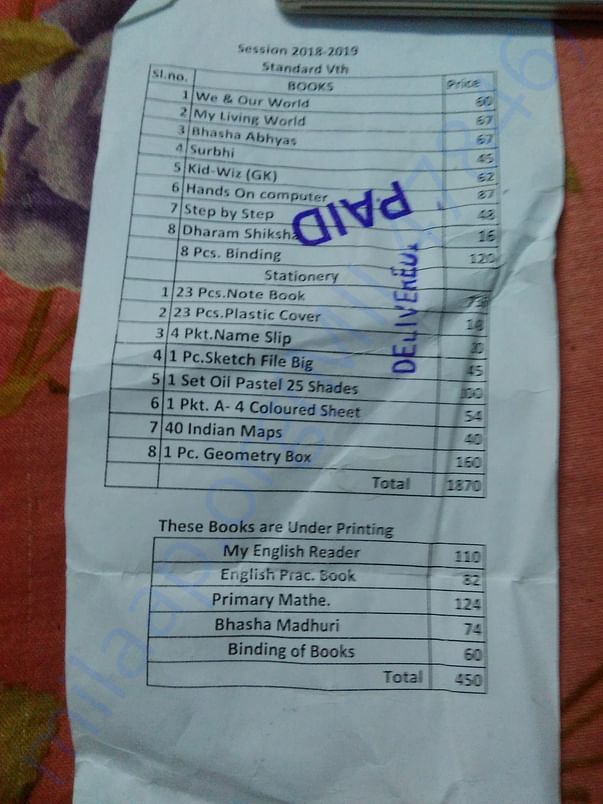 Session 2018-2019
Standard Vth
Sl.no. BOOKS Price
1 We & Our World 60
2 My Living World 67
3 Bhasha Abhyas 67
4 Surbhi 45
5 Kid-Wiz (GK) 62
6 Hands On computer 87
7 Step by Step 48
8 Dharam Shiksha 16
8 Pcs. Binding 120
PAID
DELIVERED
Stationery
1 23 Pcs.Note Book
2 23 Pcs.Plastic Cover
3 4 Pkt.Name Slip
4 1 Pc.Sketch File Big 45
5 1 Set Oil Pastel 25 Shades 100
6 1 Pkt. A- 4 Coloured Sheet 54
7 40 Indian Maps 40
8 1 Pc. Geometry Box 160
Total 1870
These Books are Under Printing
My English Reader 110
English Prac. Book 82
Primary Mathe. 124
Bhasha Madhuri 74
Binding of Books 60
Total 450